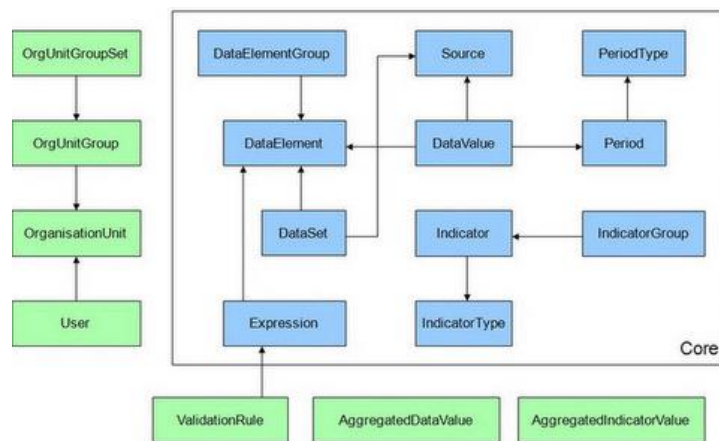 OrgUnitGroupSet
DataElementGroup
Source
PeriodType
OrgUnitGroup
DataElement
DataValue
Period
OrganisationUnit
DataSet
Indicator
IndicatorGroup
User
Expression
IndicatorType
Core
ValidationRule
AggregatedDataValue
AggregatedIndicatorValue